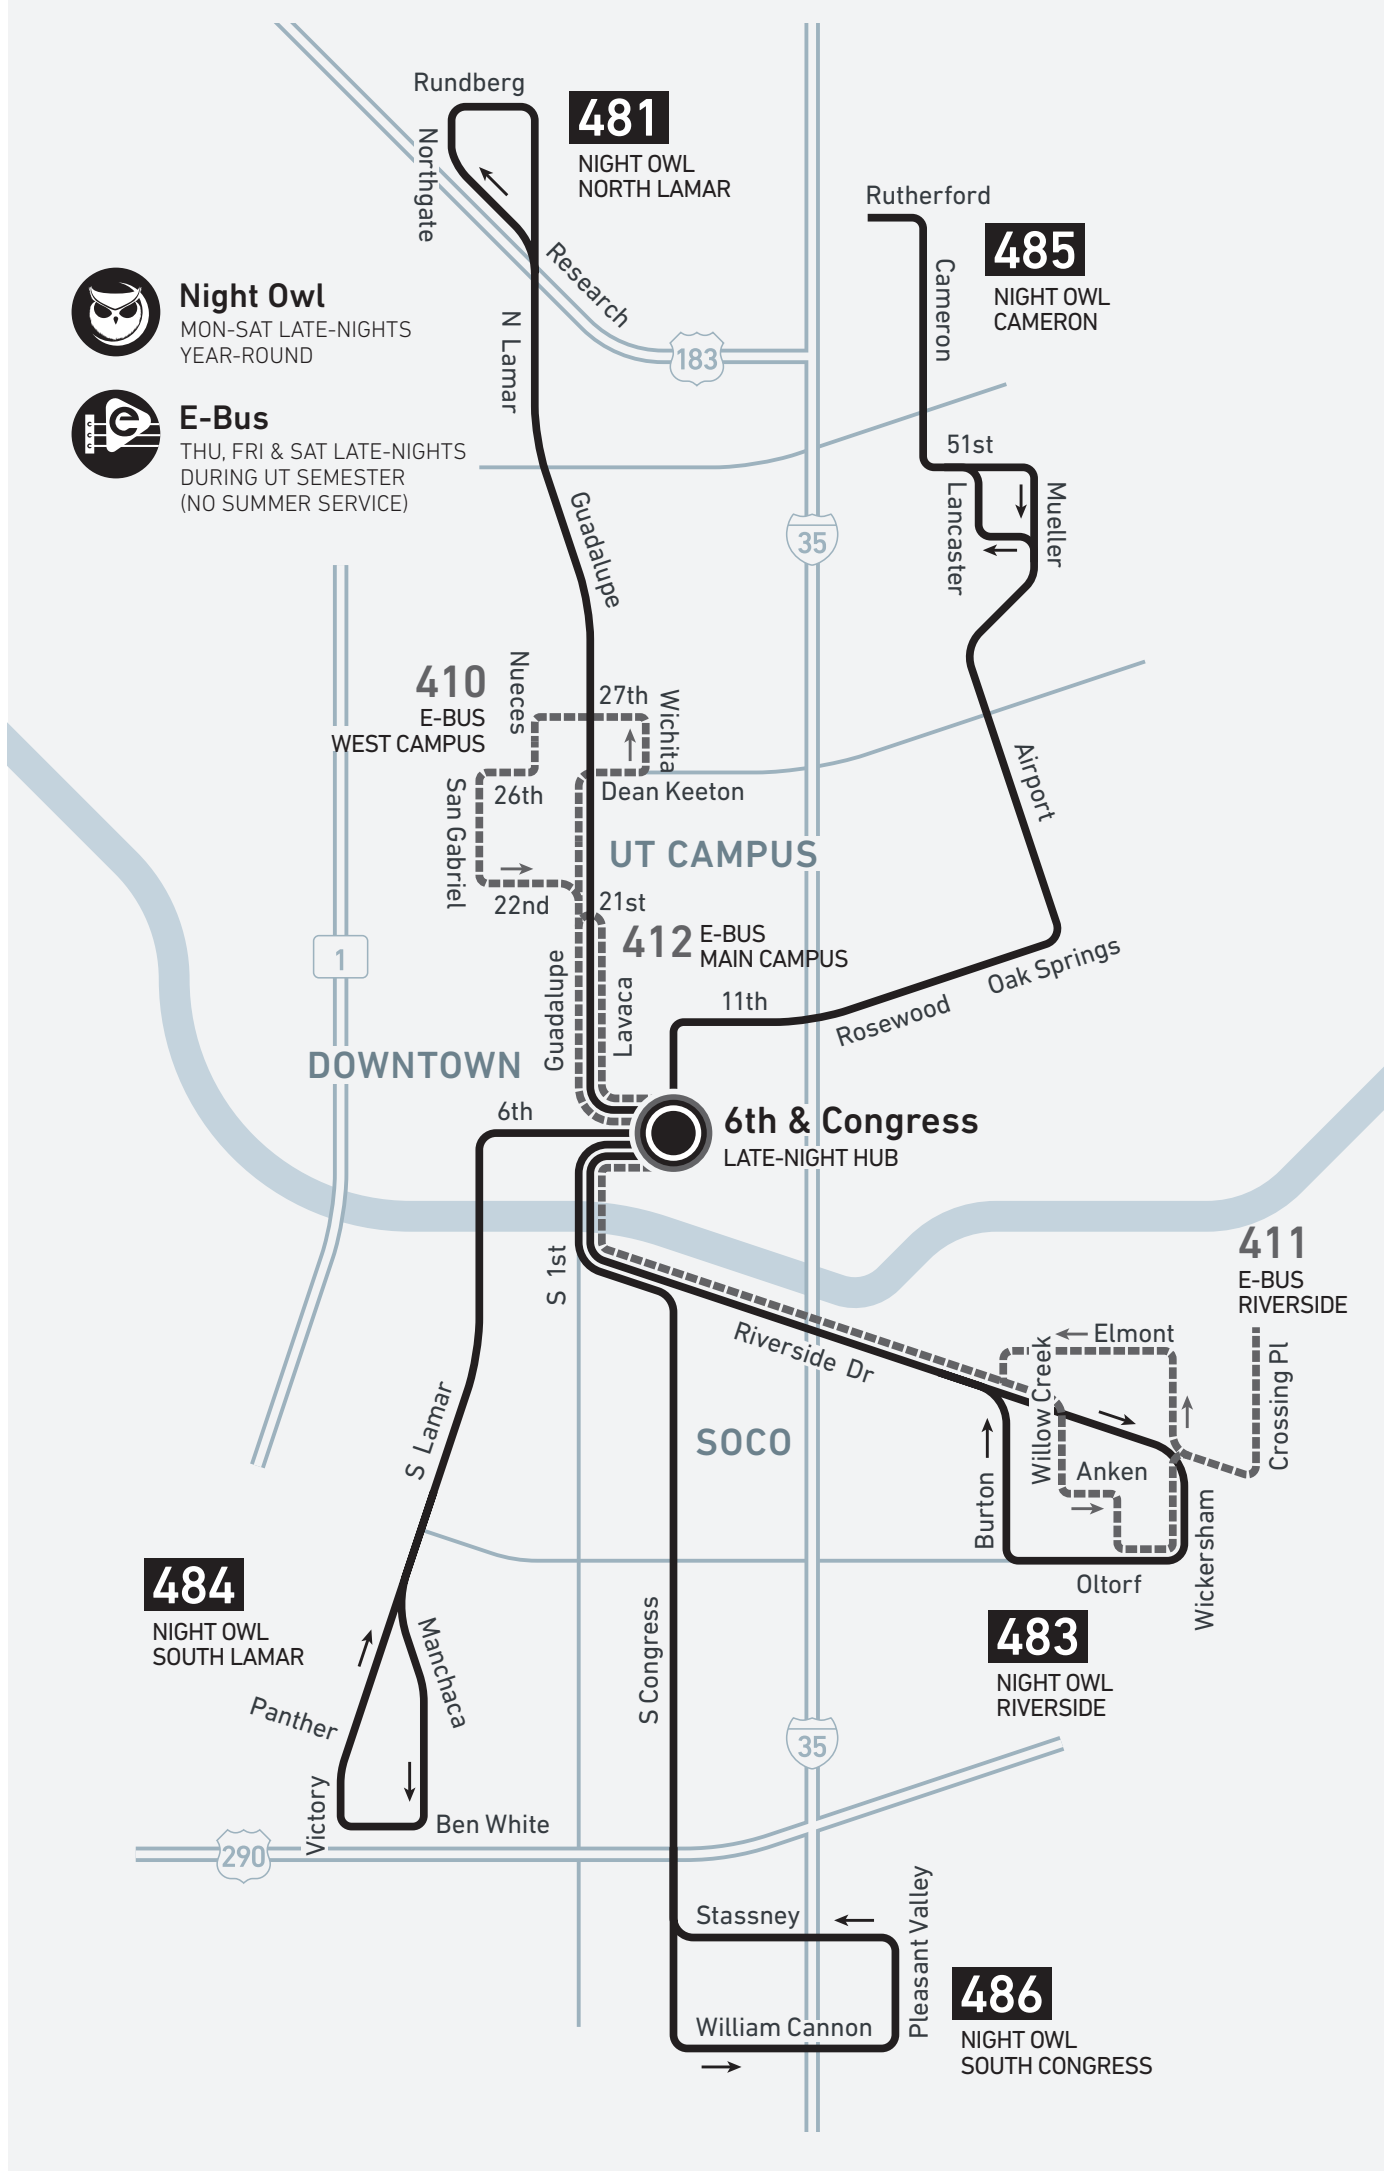 Rundberg
481
NIGHT OWL
NORTH LAMAR
Northgate
Research
N Lamar
183
Rutherford
485
NIGHT OWL
CAMERON
Cameron
Night Owl
MON-SAT LATE-NIGHTS
YEAR-ROUND
E-Bus
THU, FRI & SAT LATE-NIGHTS
DURING UT SEMESTER
(NO SUMMER SERVICE)
e
c
c
c
51st
Lancaster
Mueller
Guadalupe
35
410
E-BUS
WEST CAMPUS
Nueces
27th
Wichita
26th
Dean Keeton
San Gabriel
Airport
UT CAMPUS
22nd
21st
412
E-BUS
MAIN CAMPUS
1
Guadalupe
Lavaca
11th
Rosewood
Oak Springs
DOWNTOWN
6th
6th & Congress
LATE-NIGHT HUB
S 1st
411
E-BUS
RIVERSIDE
Riverside Dr
Elmont
Willow Creek
Crossing Pl
S Lamar
SOCO
Anken
Burton
Wickersham
Oltorf
484
NIGHT OWL
SOUTH LAMAR
483
NIGHT OWL
RIVERSIDE
Manchaca
S Congress
Panther
35
Victory
Ben White
290
Stassney
Pleasant Valley
486
NIGHT OWL
SOUTH CONGRESS
William Cannon